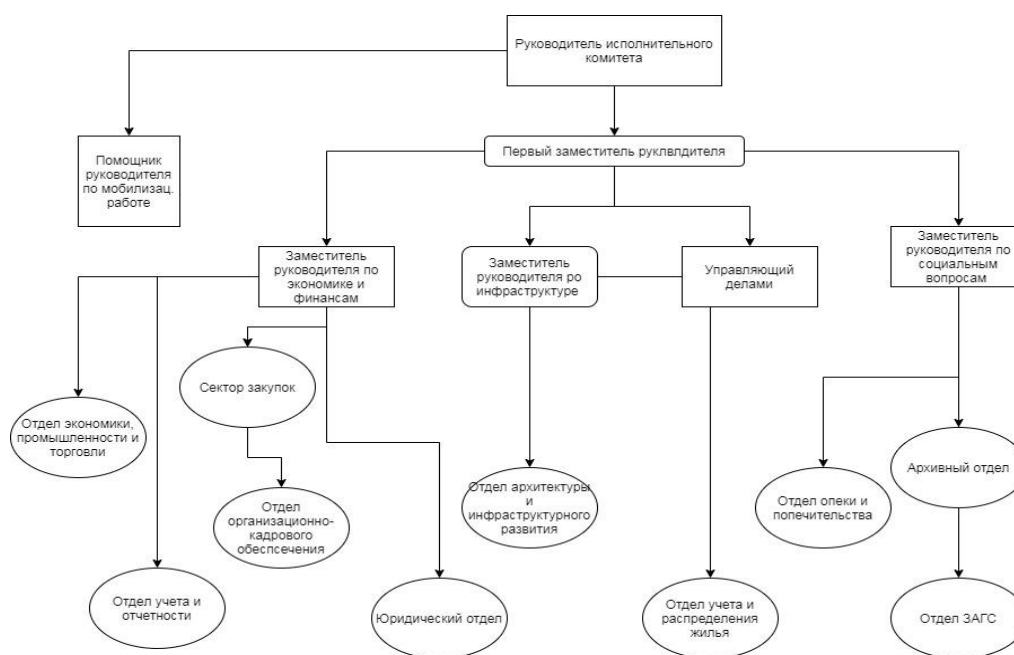 Руководитель исполнительного
комитета
Первый заместитель руклвлдителя
Помощник
руководителя
по мобилизац.
работе
Заместитель
руководителя по
экономике и
финансам
Заместитель
руководителя ро
инфраструктуре
Управляющий
делами
Заместитель
руководителя по
социальным
вопросам
Сектор закупок
Отдел экономики,
промышленности и
торговли
Отдел
организационно-
кадрового
обеспсечения
Отдел архитектуры
и
инфраструктурного
развития
Отдел опеки и
попечительства
Архивный отдел
Отдел учета и
отчетности
Юридический отдел
Отдел учета и
распределения
жилья
Отдел ЗАГС